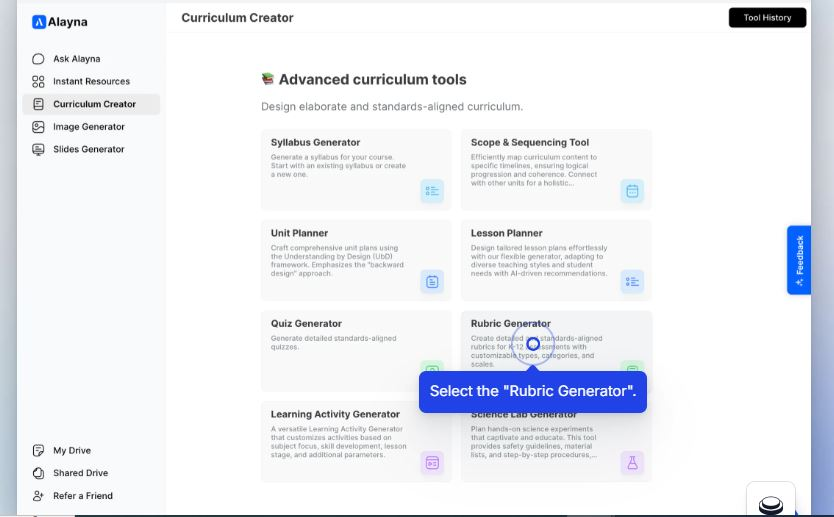 Alayna
Curriculum Creator
Tool History
Ask Alayna
Instant Resources
Curriculum Creator
Image Generator
Slides Generator
Advanced curriculum tools
Design elaborate and standards-aligned curriculum.
Syllabus Generator
Generate a syllabus for your course.
Start with an existing syllabus or create
a new one.
Scope & Sequencing Tool
Efficiently map curriculum content to
specific timelines, ensuring logical
progression and coherence. Connect
with other units for a holistic...
Unit Planner
Craft comprehensive unit plans using
the Understanding by Design (UbD)
framework. Emphasizes the "backward
design" approach.
Lesson Planner
Design tailored lesson plans effortlessly
with our flexible generator, adapting to
diverse teaching styles and student
needs with AI-driven recommendations.
Feedback
Quiz Generator
Generate detailed standards-aligned
quizzes.
Rubric Generator
Create detailed and standards-aligned
rubrics for K-12 assessments with
customizable types, categories, and
scales.
Select the "Rubric Generator".
Learning Activity Generator
A versatile Learning Activity Generator
that customizes activities based on
subject focus, skill development, lesson
stage, and additional parameters.
Science Lab Generator
Plan hands-on science experiments
that captivate and educate. This tool
provides safety guidelines, material
lists, and step-by-step procedures,...
My Drive
Shared Drive
Refer a Friend